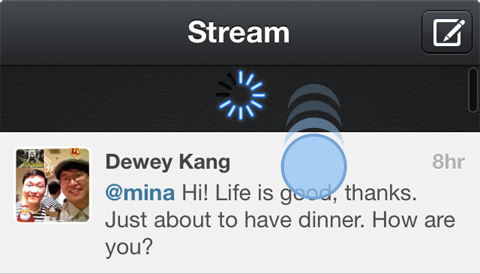 Stream
Dewey Kang 8hr
@mina Hi! Life is good, thanks.
Just about to have dinner. How are
you?